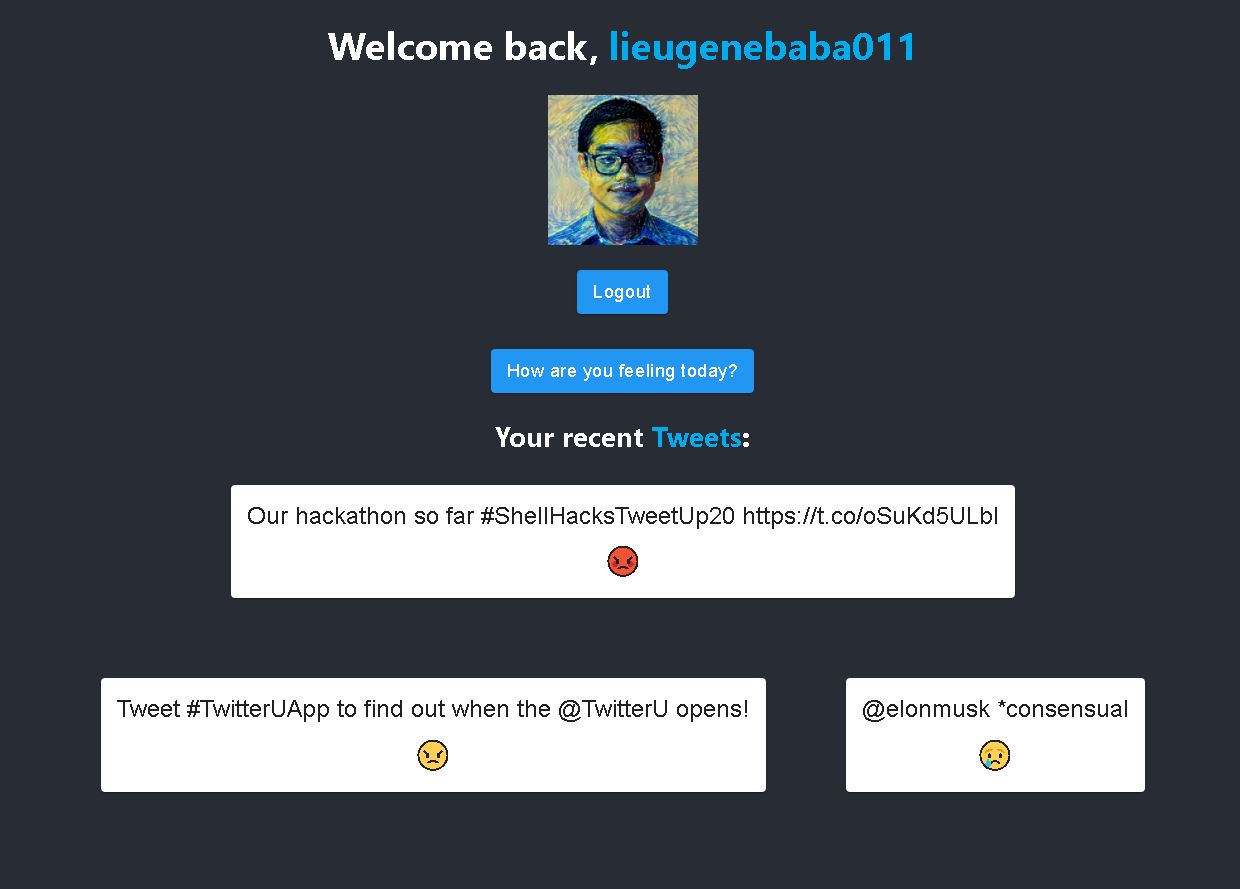 Welcome back, lieugenebaba011
Logout
How are you feeling today?
Your recent Tweets:
Our hackathon so far #ShellHacksTweetUp20 https://t.co/oSuKd5ULbl
Tweet #TwitterUApp to find out when the @TwitterU opens!
@elonmusk *consensual